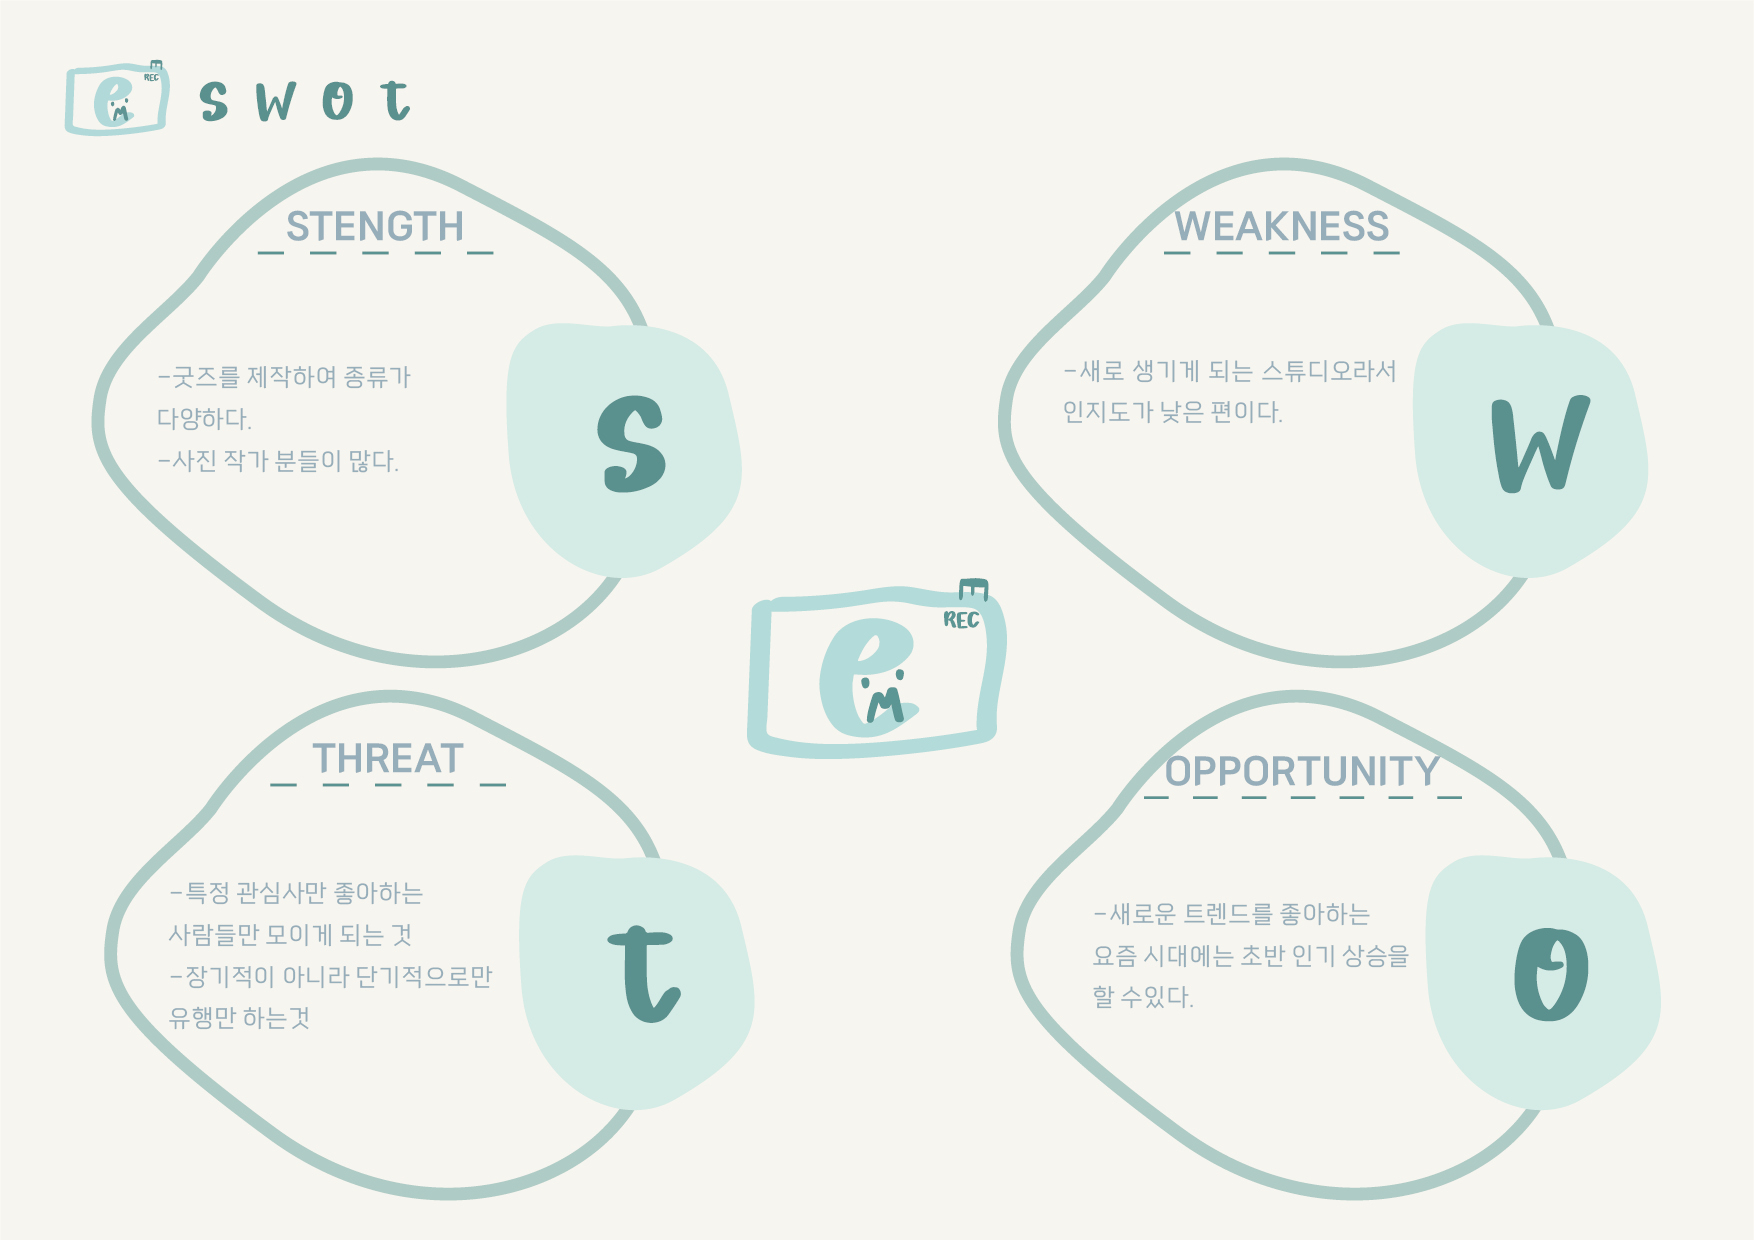 REC
e
M
s w o t
STENGTH
-굿즈를 제작하여 종류가
다양하다.
-사진 작가 분들이 많다.
s
WEAKNESS
-새로 생기게 되는 스튜디오라서
인지도가 낮은 편이다.
w
REC
e
M
THREAT
-특정 관심사만 좋아하는
사람들만 모이게 되는 것
-장기적이 아니라 단기적으로만
유행만 하는것
t
OPPORTUNITY
-새로운 트렌드를 좋아하는
요즘 시대에는 초반 인기 상승을
할 수있다.
o